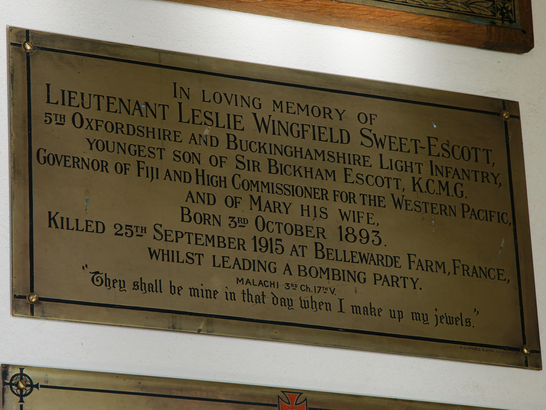 In loving memory of
Lieutenant Leslie Wingfield Sweet-Escott,
5th Oxfordshire and Buckinghamshire Light Infantry,
youngest son of Sir Bickham Escott, K.C.M.G.
Governor of Fiji and High Commissioner for the Western Pacific,
and of Mary his wife.
Born 3rd October 1893.
Killed 25th September 1915 at Bellewarde Farm, France,
whilst leading a bombing party.
Malachi 3rd Ch. 17th V.
"They shall be mine in that day when I make up my jewels."